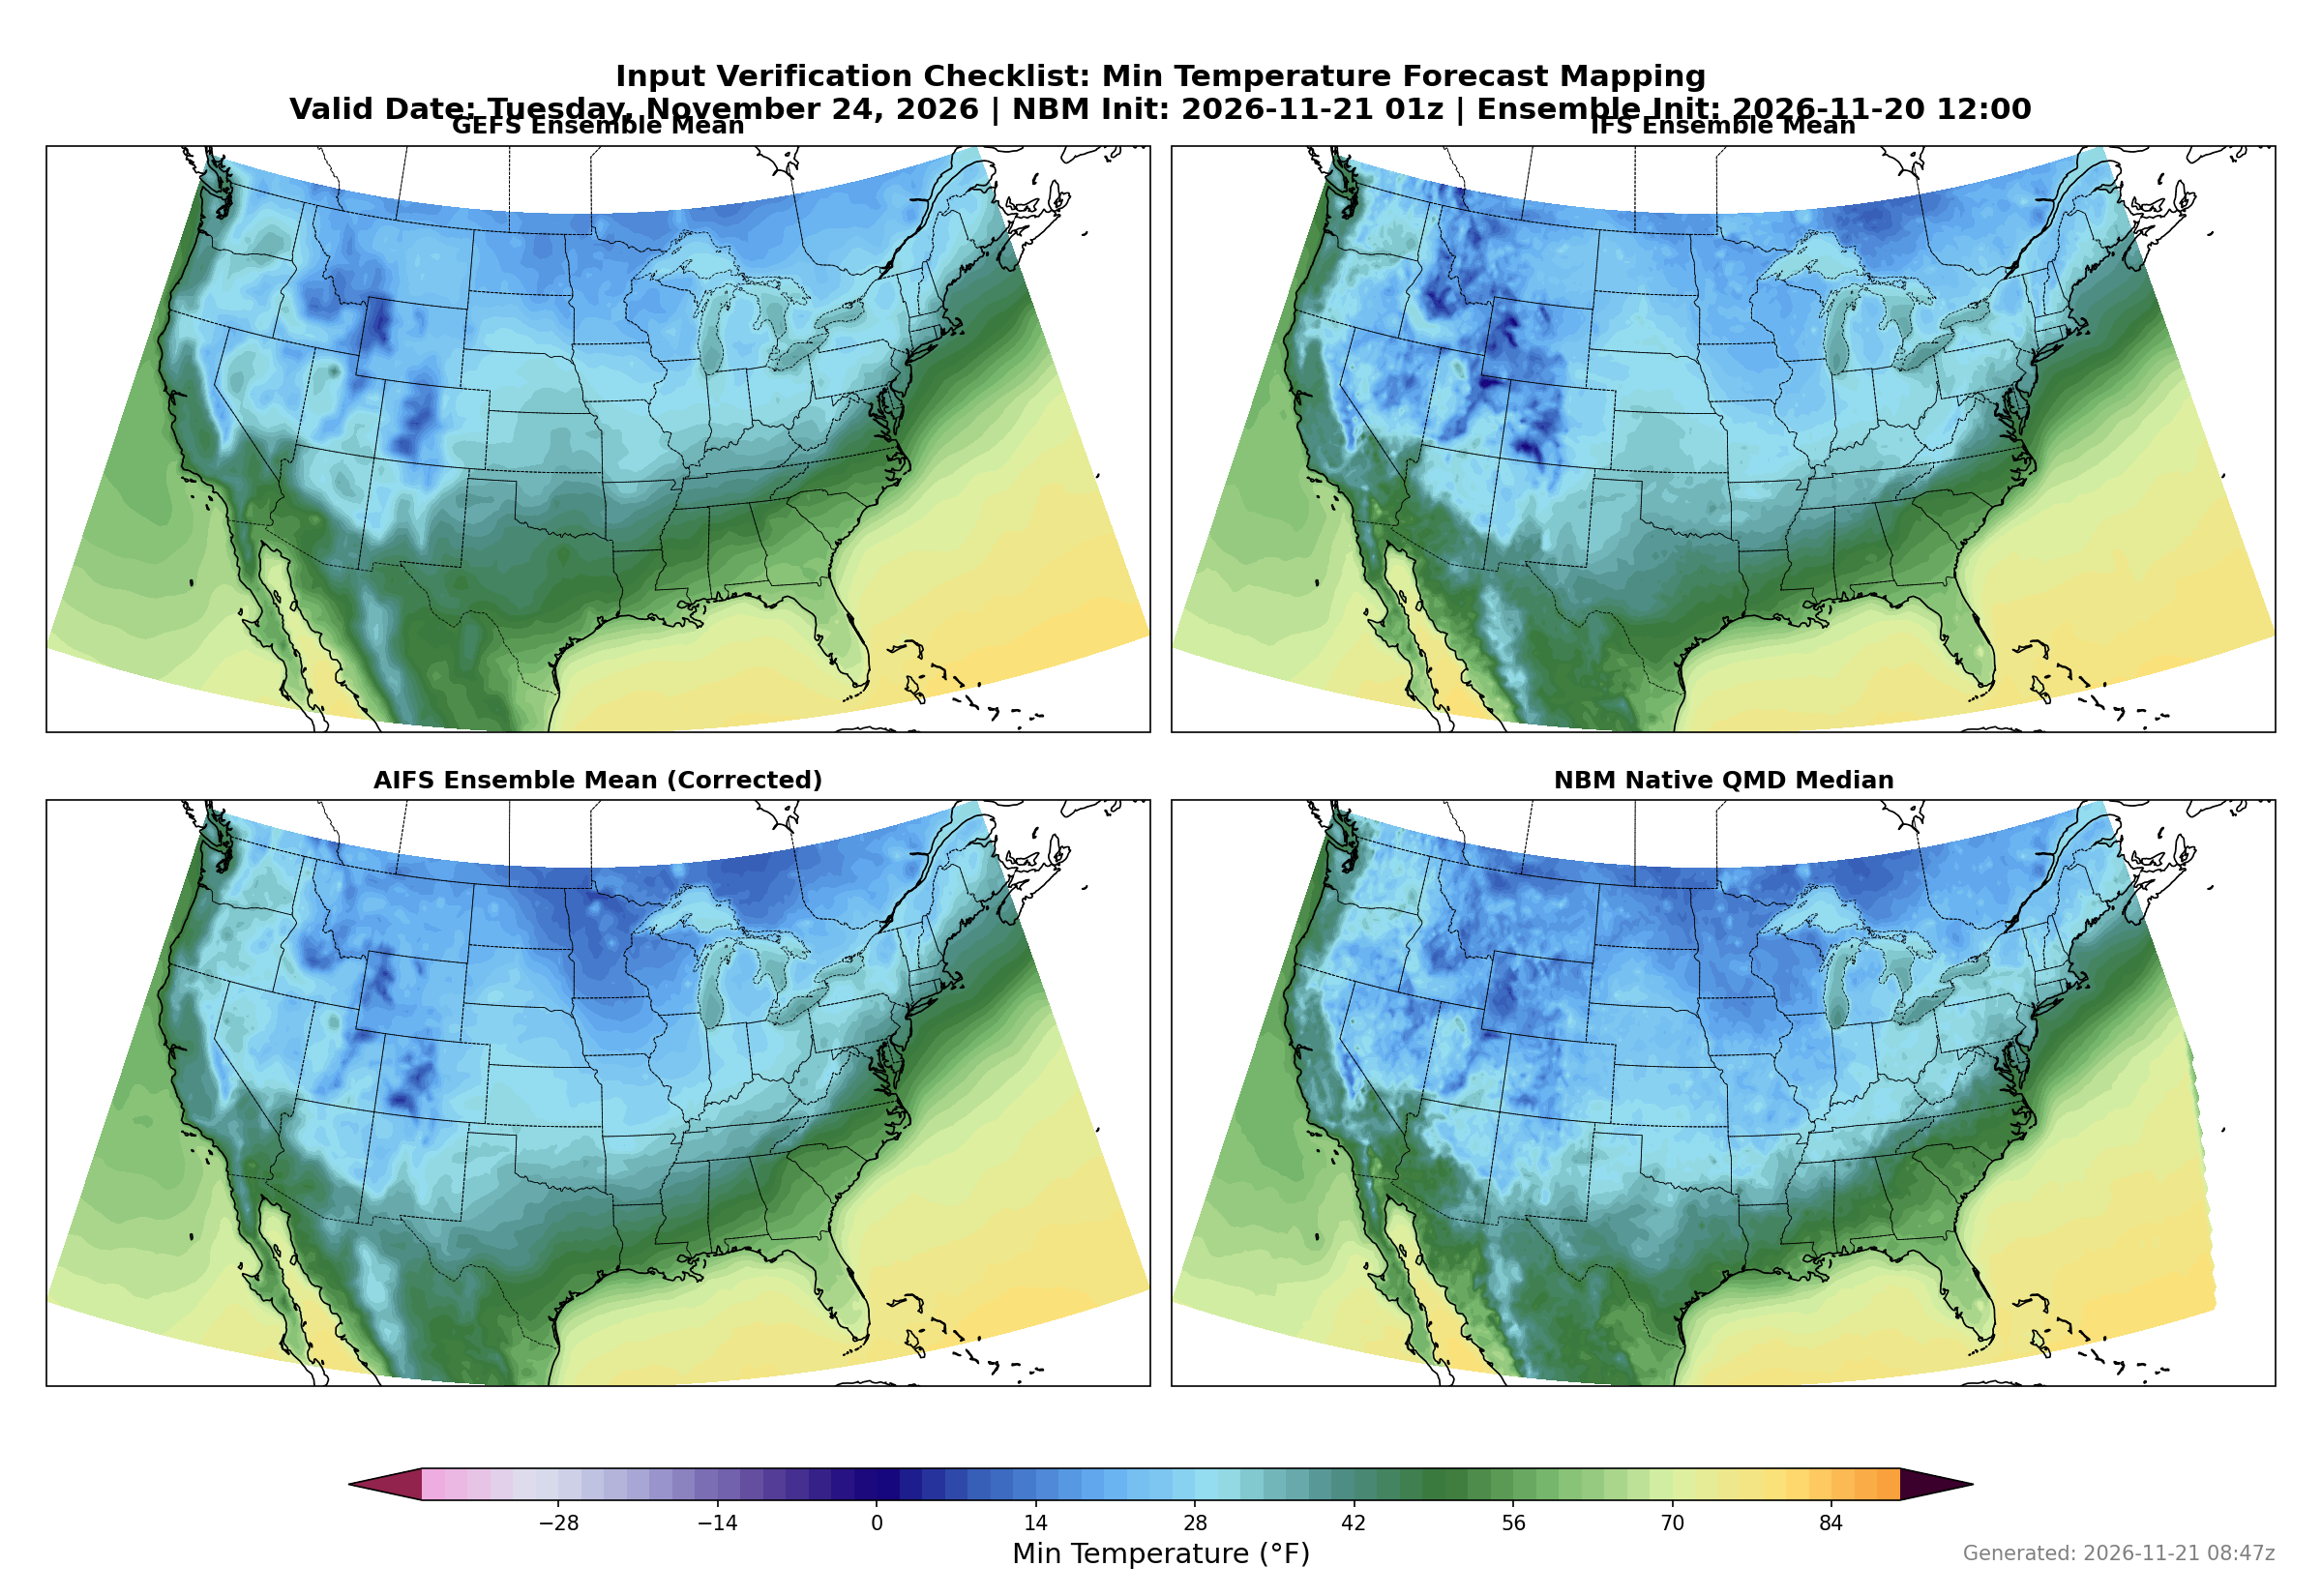 Input Verification Checklist: Min Temperature Forecast Mapping
Valid Date: Tuesday, November 24, 2026 | NBM Init: 2026-11-21 01z | Ensemble Init: 2026-11-20 12:00
GEFS Ensemble Mean
IFS Ensemble Mean
AIFS Ensemble Mean (Corrected)
NBM Native QMD Median
−28 −14 0 14 28 42 56 70 84
Min Temperature (°F)
Generated: 2026-11-21 08:47z